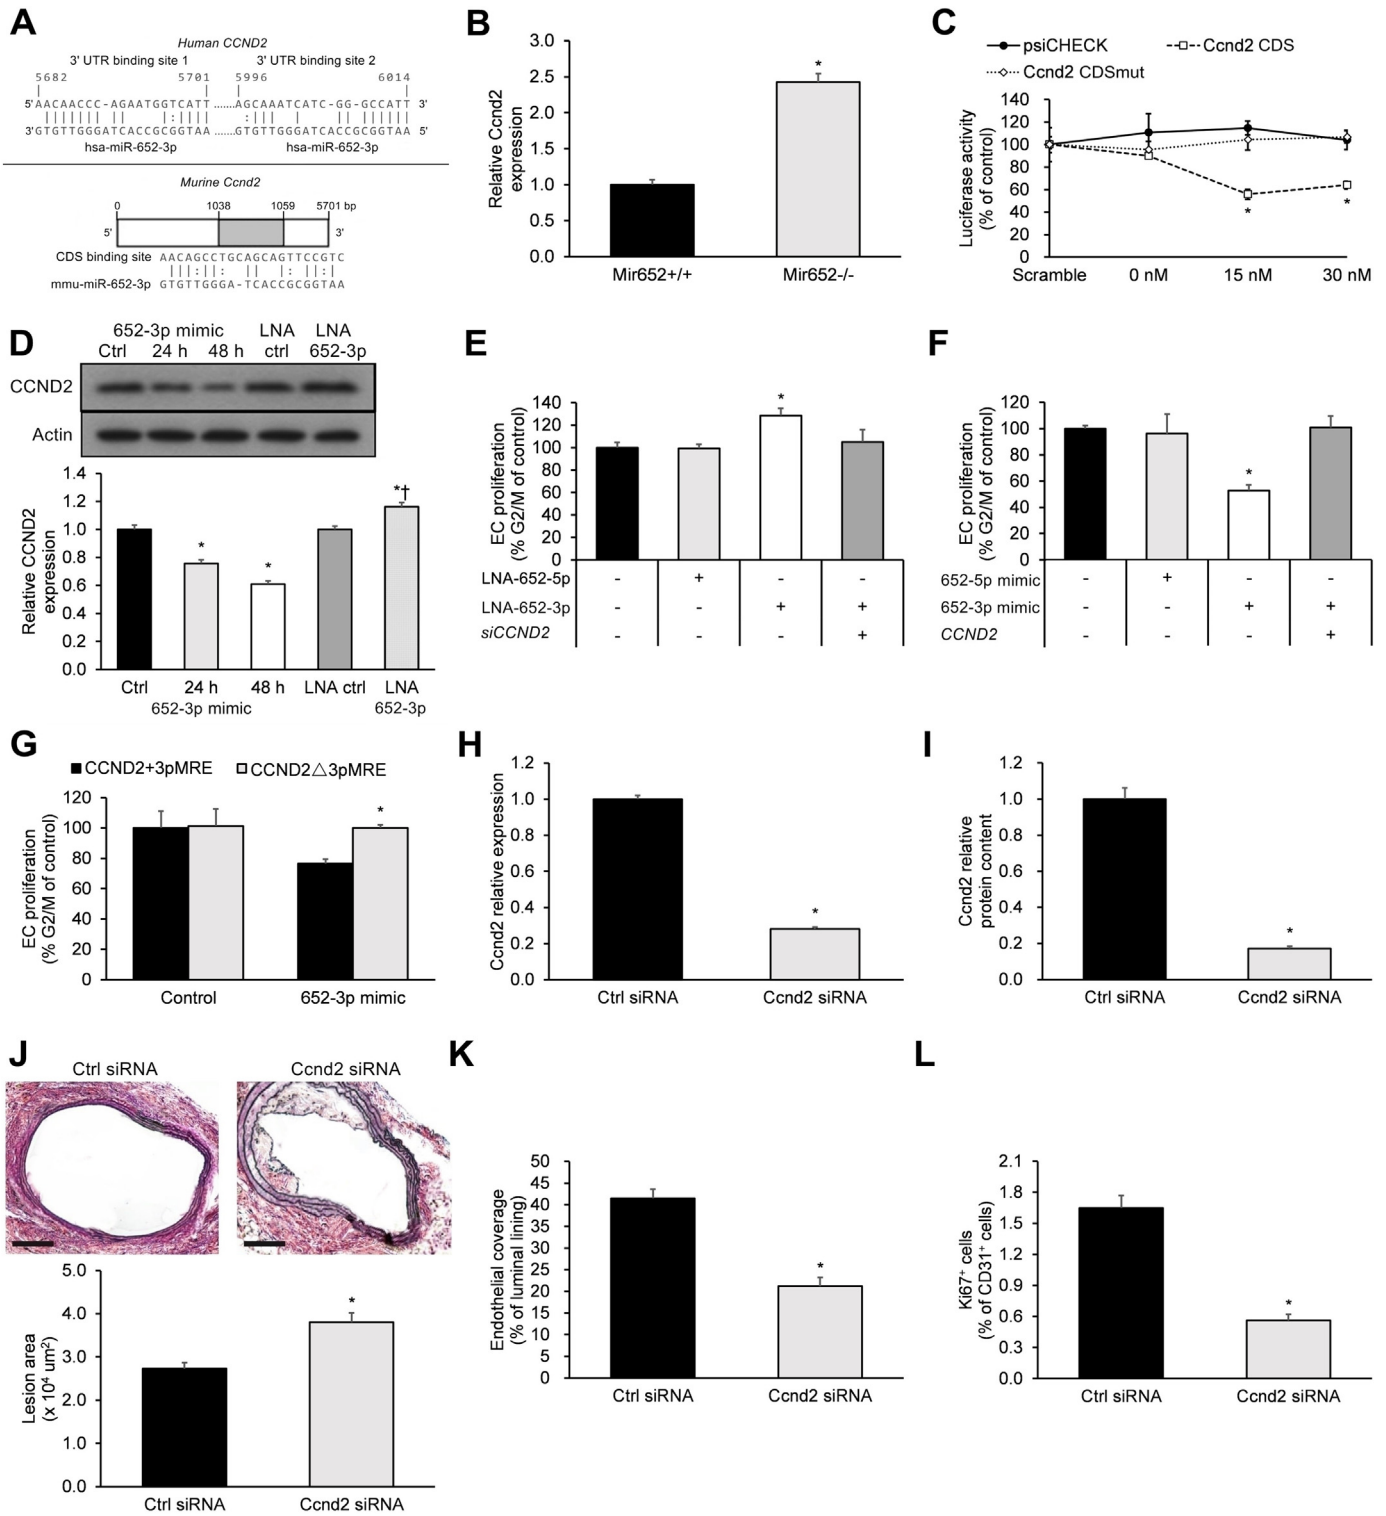 A
Human CCND2
3' UTR binding site 1 3' UTR binding site 2
5682 5701 5996 6014
5'AACAACCC-AGAATGGTCATT.......AGCAAATCATC-GG-GCCATT 3'
3'GTGTTGGGATCACCGCGGTAA.......GTGTTGGGATCACCGCGGTAA 5'
hsa-miR-652-3p hsa-miR-652-3p
Murine Ccnd2
0 1038 1059 5701 bp
5' 3'
CDS binding site AACAGCCTGCAGCAGTTCCGTC
mmu-miR-652-3p GTGTTGGGA-TCACCGCGGTAA
B
Relative Ccnd2
expression
3.0
2.5
2.0
1.5
1.0
0.5
0.0
*
Mir652+/+ Mir652-/-
C
psiCHECK Ccnd2 CDS
Ccnd2 CDSmut
Luciferase activity
(% of control)
140
120
100
80
60
40
20
0
* *
Scramble 0 nM 15 nM 30 nM
D
652-3p mimic LNA LNA
Ctrl 24 h 48 h ctrl 652-3p
CCND2
Actin
Relative CCND2
expression
1.4
1.2
1.0
0.8
0.6
0.4
0.2
0.0
* * *†
Ctrl 24 h 48 h LNA ctrl LNA
652-3p mimic 652-3p
E
EC proliferation
(% G2/M of control)
140
120
100
80
60
40
20
0
*
LNA-652-5p - + - -
LNA-652-3p - - + +
siCCND2 - - - +
F
EC proliferation
(% G2/M of control)
120
100
80
60
40
20
0
*
652-5p mimic - + - -
652-3p mimic - - + +
CCND2 - - - +
G
CCND2+3pMRE CCND2△3pMRE
EC proliferation
(% G2/M of control)
120
100
80
60
40
20
0
*
Control 652-3p mimic
H
Ccnd2 relative expression
1.2
1.0
0.8
0.6
0.4
0.2
0.0
*
Ctrl siRNA Ccnd2 siRNA
I
Ccnd2 relative
protein content
1.2
1.0
0.8
0.6
0.4
0.2
0.0
*
Ctrl siRNA Ccnd2 siRNA
J
Ctrl siRNA Ccnd2 siRNA
Lesion area
(x 10⁴ um²)
5.0
4.0
3.0
2.0
1.0
0.0
*
Ctrl siRNA Ccnd2 siRNA
K
Endothelial coverage
(% of luminal lining)
50
45
40
35
30
25
20
15
10
5
0
*
Ctrl siRNA Ccnd2 siRNA
L
Ki67⁺ cells
(% of CD31⁺ cells)
2.1
1.8
1.5
1.2
0.9
0.6
0.3
0.0
*
Ctrl siRNA Ccnd2 siRNA